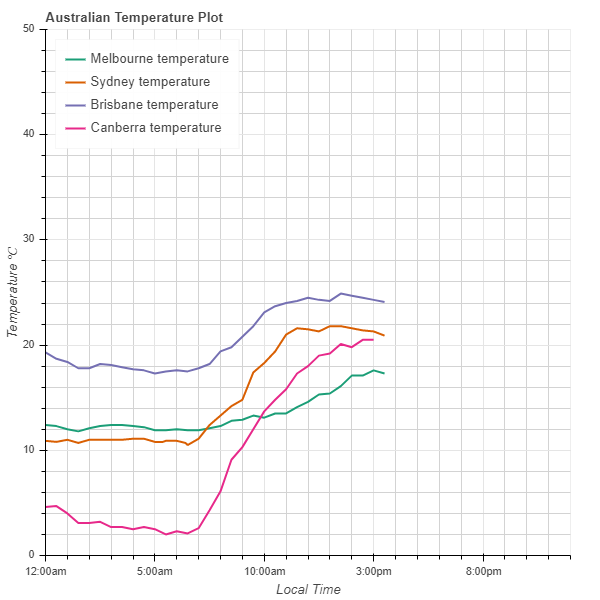 Australian Temperature Plot
50
40
30
20
10
0
Temperature °C
Melbourne temperature
Sydney temperature
Brisbane temperature
Canberra temperature
12:00am 5:00am 10:00am 3:00pm 8:00pm
Local Time